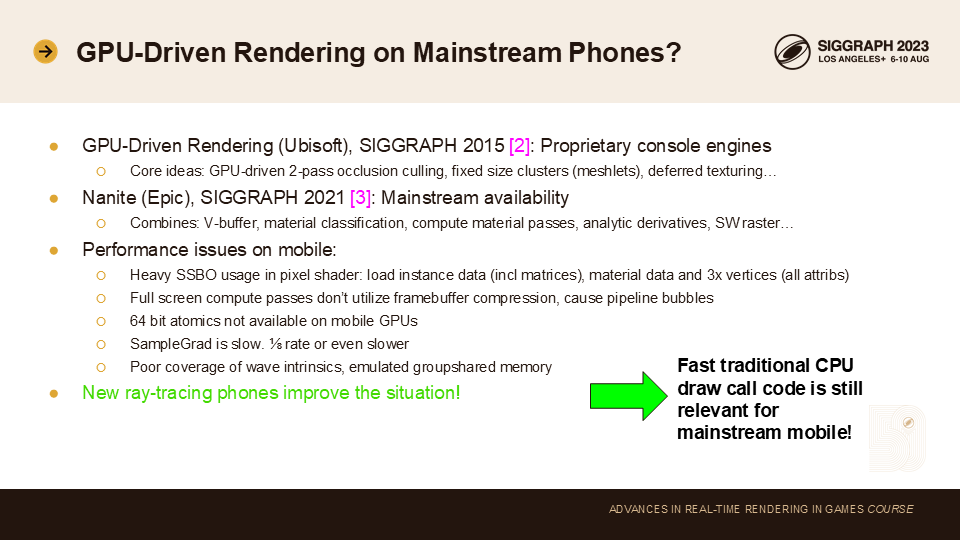 GPU-Driven Rendering on Mainstream Phones?
SIGGRAPH 2023
LOS ANGELES+ 6-10 AUG
GPU-Driven Rendering (Ubisoft), SIGGRAPH 2015 [2]: Proprietary console engines
Core ideas: GPU-driven 2-pass occlusion culling, fixed size clusters (meshlets), deferred texturing…
Nanite (Epic), SIGGRAPH 2021 [3]: Mainstream availability
Combines: V-buffer, material classification, compute material passes, analytic derivatives, SW raster…
Performance issues on mobile:
Heavy SSBO usage in pixel shader: load instance data (incl matrices), material data and 3x vertices (all attribs)
Full screen compute passes don’t utilize framebuffer compression, cause pipeline bubbles
64 bit atomics not available on mobile GPUs
SampleGrad is slow. ⅛ rate or even slower
Poor coverage of wave intrinsics, emulated groupshared memory
New ray-tracing phones improve the situation!
Fast traditional CPU
draw call code is still
relevant for
mainstream mobile!
ADVANCES IN REAL-TIME RENDERING IN GAMES COURSE